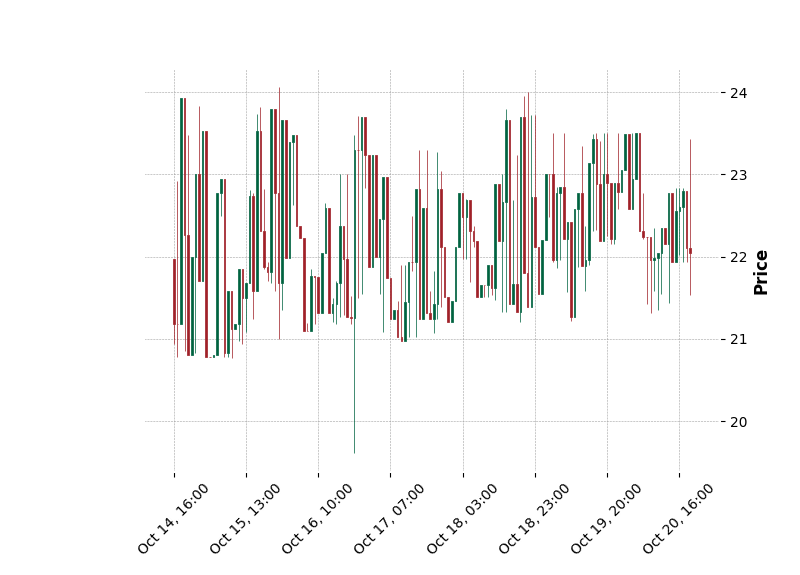 24
23
22
21
20
Price
Oct 14, 16:00
Oct 15, 13:00
Oct 16, 10:00
Oct 17, 07:00
Oct 18, 03:00
Oct 18, 23:00
Oct 19, 20:00
Oct 20, 16:00